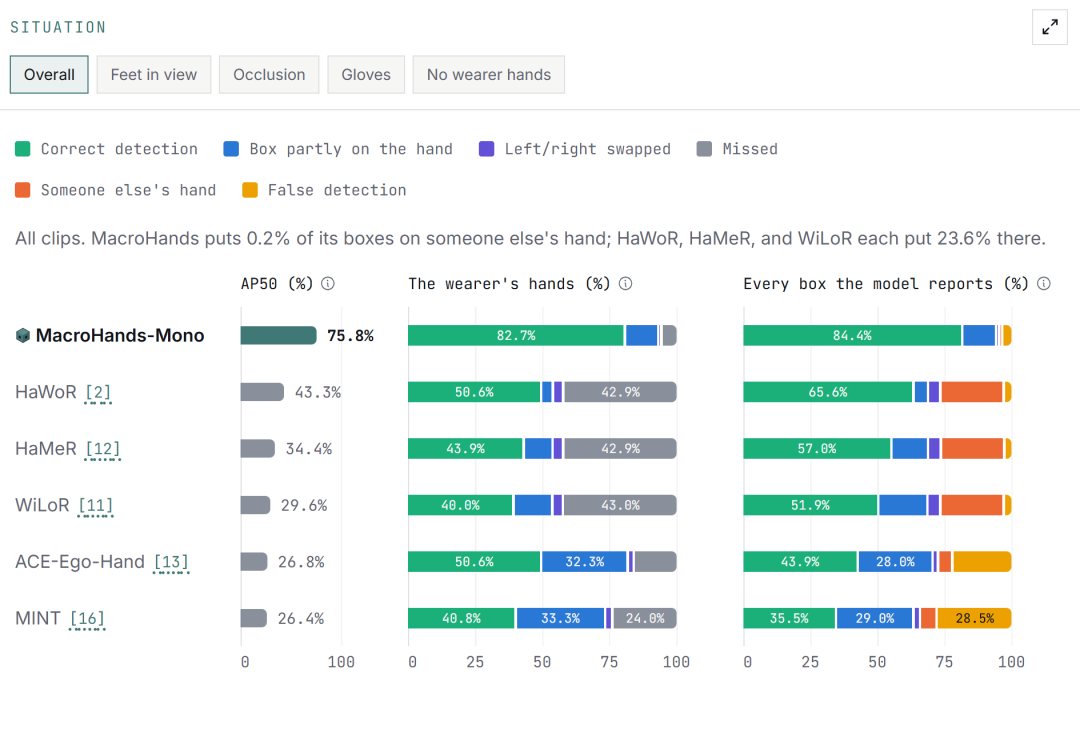 SITUATION
Overall Feet in view Occlusion Gloves No wearer hands
Correct detection Box partly on the hand Left/right swapped Missed
Someone else's hand False detection
All clips. MacroHands puts 0.2% of its boxes on someone else's hand; HaWoR, HaMeR, and WiLoR each put 23.6% there.
AP50 (%) The wearer's hands (%) Every box the model reports (%)
MacroHands-Mono 75.8% 82.7% 84.4%
HaWoR [2] 43.3% 50.6% 42.9% 65.6%
HaMeR [12] 34.4% 43.9% 42.9% 57.0%
WiLoR [11] 29.6% 40.0% 43.0% 51.9%
ACE-Ego-Hand [13] 26.8% 50.6% 32.3% 43.9% 28.0%
MINT [16] 26.4% 40.8% 33.3% 24.0% 35.5% 29.0% 28.5%
0 100 0 25 50 75 100 0 25 50 75 100